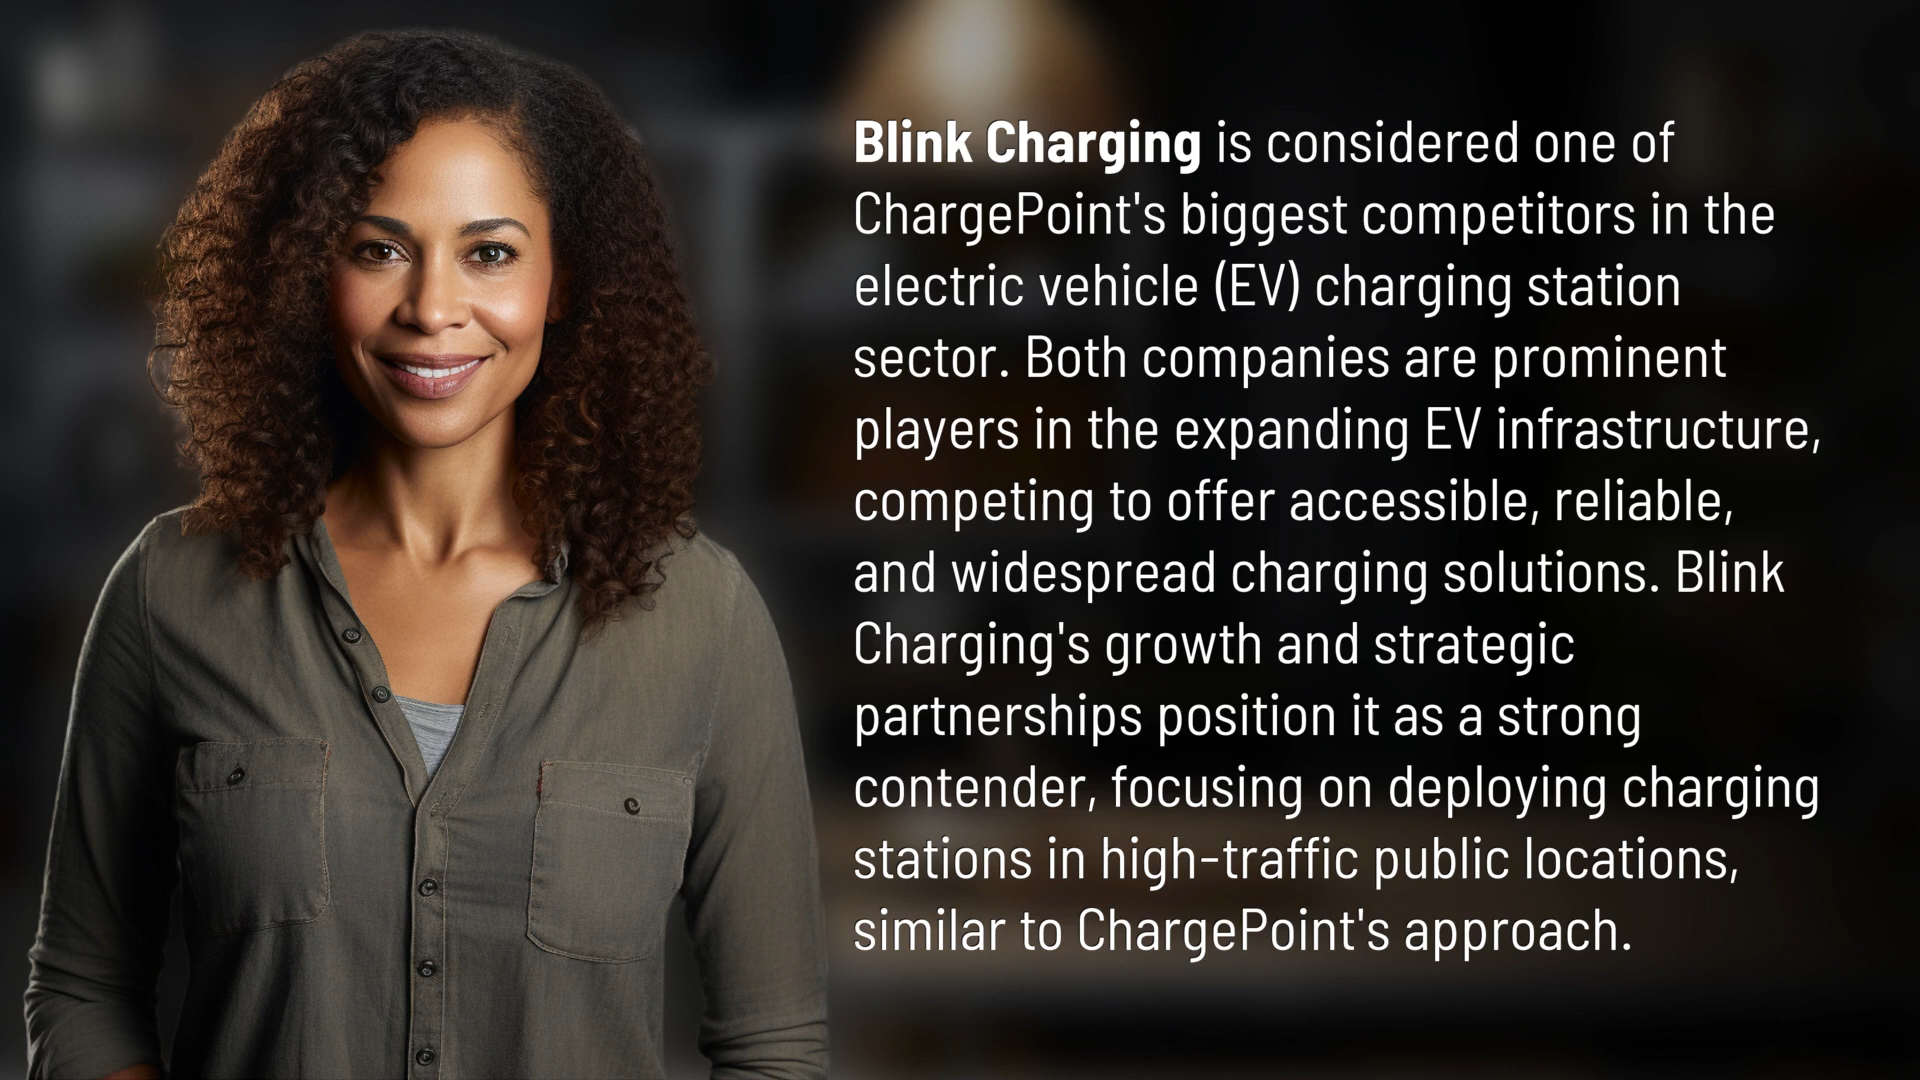 Blink Charging is considered one of
ChargePoint's biggest competitors in the
electric vehicle (EV) charging station
sector. Both companies are prominent
players in the expanding EV infrastructure,
competing to offer accessible, reliable,
and widespread charging solutions. Blink
Charging's growth and strategic
partnerships position it as a strong
contender, focusing on deploying charging
stations in high-traffic public locations,
similar to ChargePoint's approach.